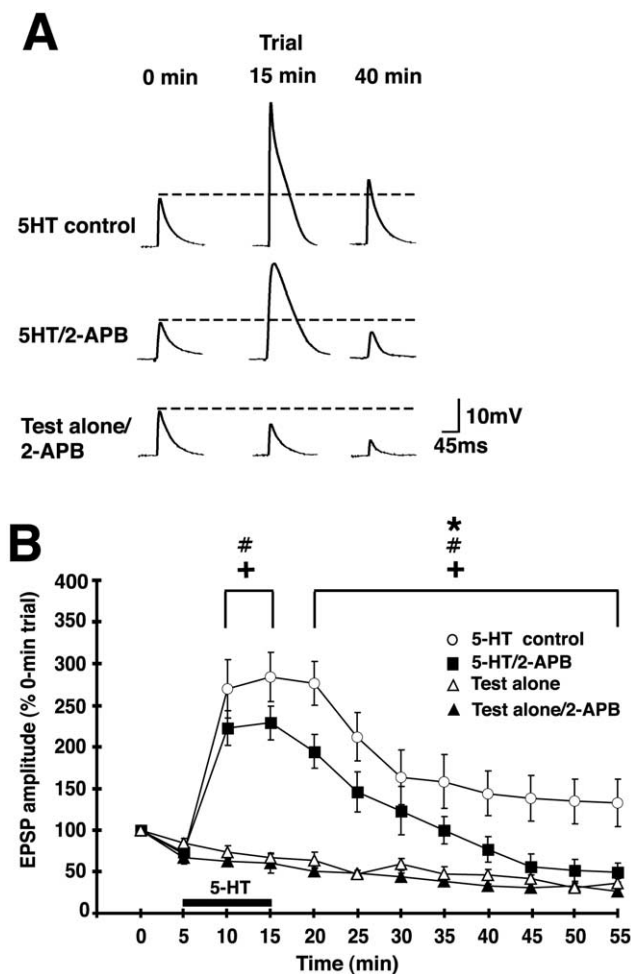 A
Trial
0 min 15 min 40 min
5HT control
5HT/2-APB
Test alone/
2-APB
10mV
45ms
B
*
# #
+ +
EPSP amplitude (% 0-min trial)
400
350
300
250
200
150
100
50
0
5-HT control
5-HT/2-APB
Test alone
Test alone/2-APB
5-HT
0 5 10 15 20 25 30 35 40 45 50 55
Time (min)